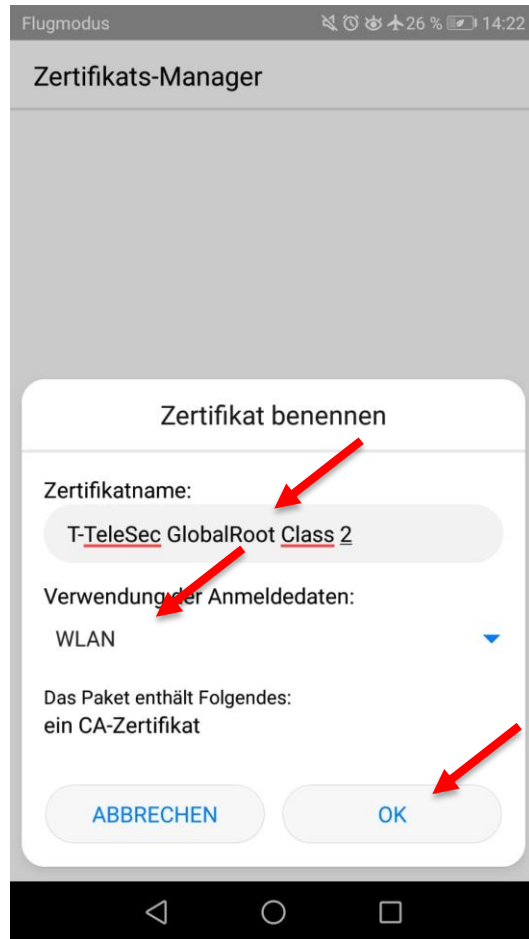 Flugmodus 26 % 14:22
Zertifikats-Manager
Zertifikat benennen
Zertifikatname:
T-TeleSec GlobalRoot Class 2
Verwendung der Anmeldedaten:
WLAN
Das Paket enthält Folgendes:
ein CA-Zertifikat
ABBRECHEN OK